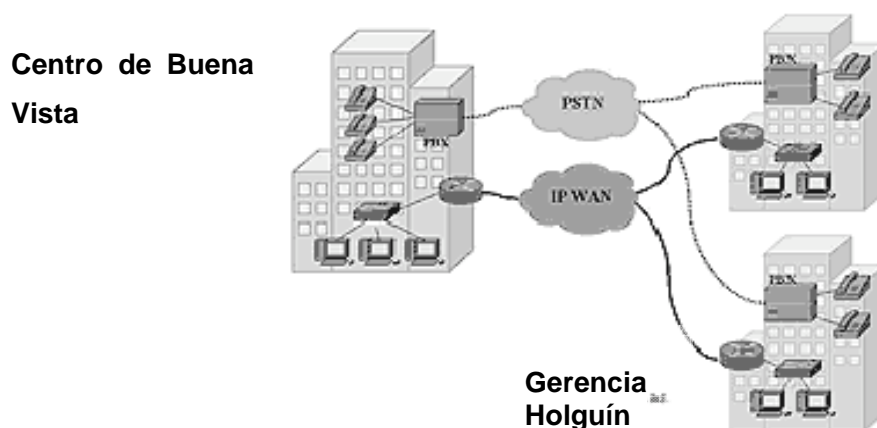 Centro de Buena
Vista
PBX
PSTN
PBX
IP WAN
PBX
Gerencia
Holguín